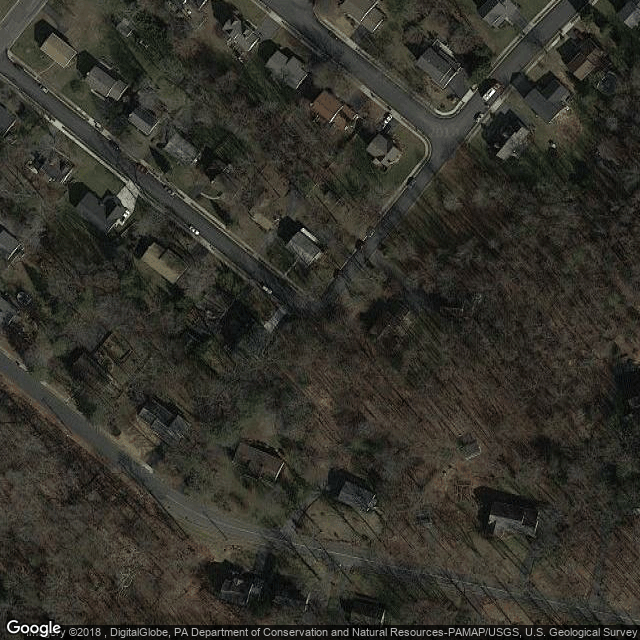 Google
©2018 , DigitalGlobe, PA Department of Conservation and Natural Resources-PAMAP/USGS, U.S. Geological Survey